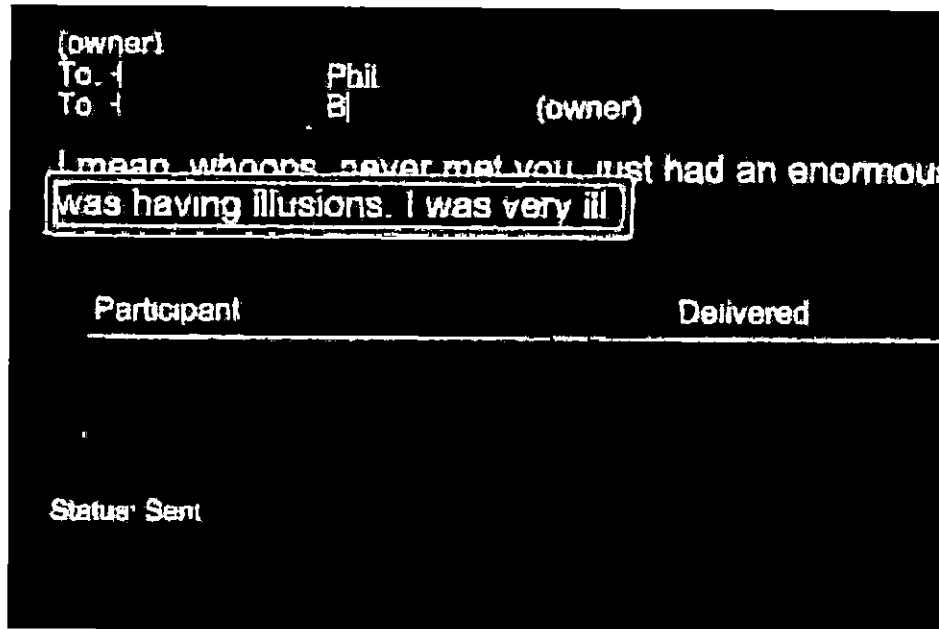 (owner)
To: Phil
To B (owner)
I mean, whoops, never met you, just had an enormous
was having illusions. I was very ill
Participant Delivered
Status: Sent